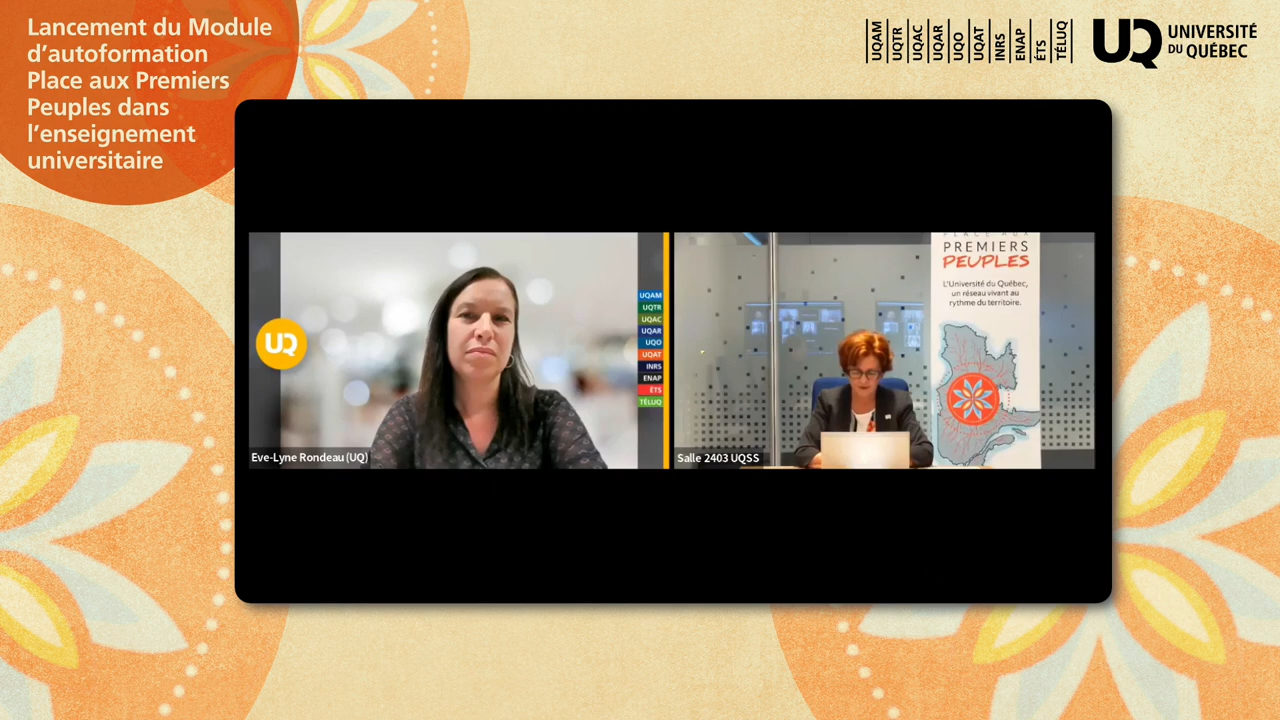 Lancement du Module
d'autoformation
Place aux Premiers
Peuples dans
l'enseignement
universitaire
UQAM
UQTR
UQAC
UQAR
UQO
UQAT
INRS
ENAP
ÉTS
TÉLUQ
UQ
UNIVERSITÉ
DU QUÉBEC
UQ
UQAM
UQTR
UQAC
UQAR
UQO
UQAT
INRS
ENAP
ÉTS
TÉLUQ
Eve-Lyne Rondeau (UQ)
PLACE AUX
PREMIERS
PEUPLES
L'Université du Québec,
un réseau vivant au
rythme du territoire.
Salle 2403 UQSS